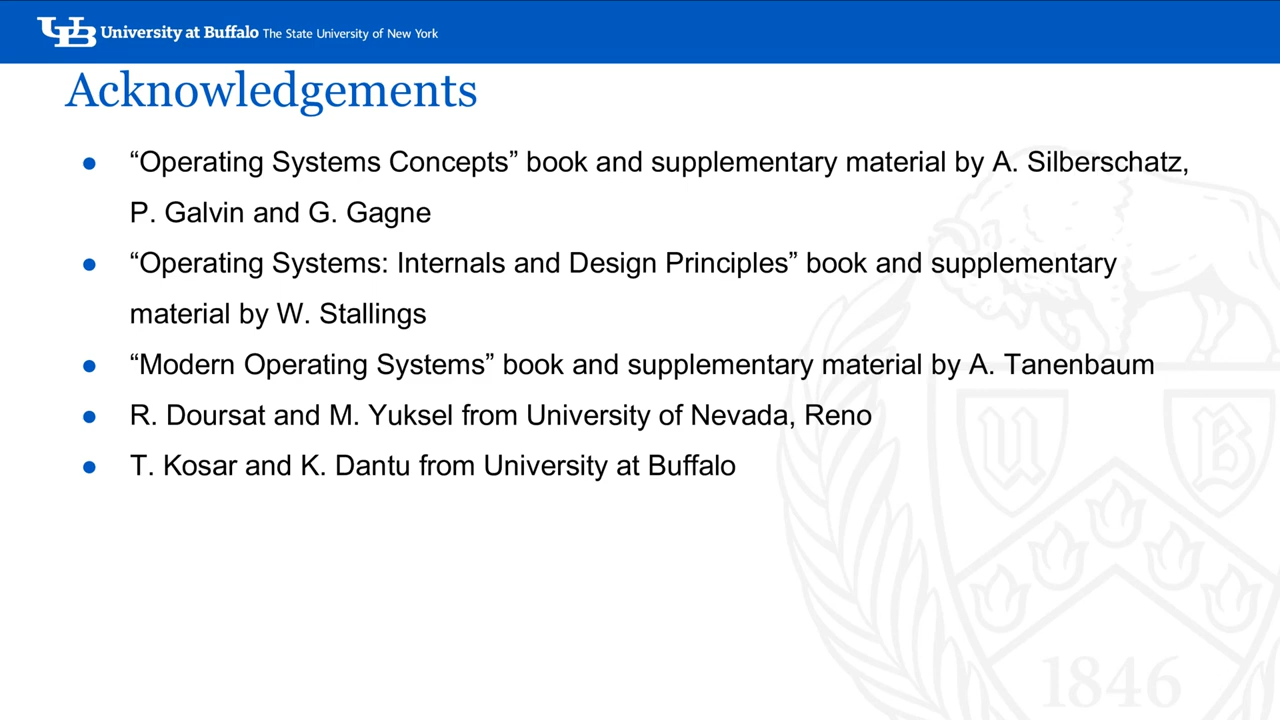 University at Buffalo The State University of New York
Acknowledgements
● “Operating Systems Concepts” book and supplementary material by A. Silberschatz,
P. Galvin and G. Gagne
● “Operating Systems: Internals and Design Principles” book and supplementary
material by W. Stallings
● “Modern Operating Systems” book and supplementary material by A. Tanenbaum
● R. Doursat and M. Yuksel from University of Nevada, Reno
● T. Kosar and K. Dantu from University at Buffalo
U B
1846